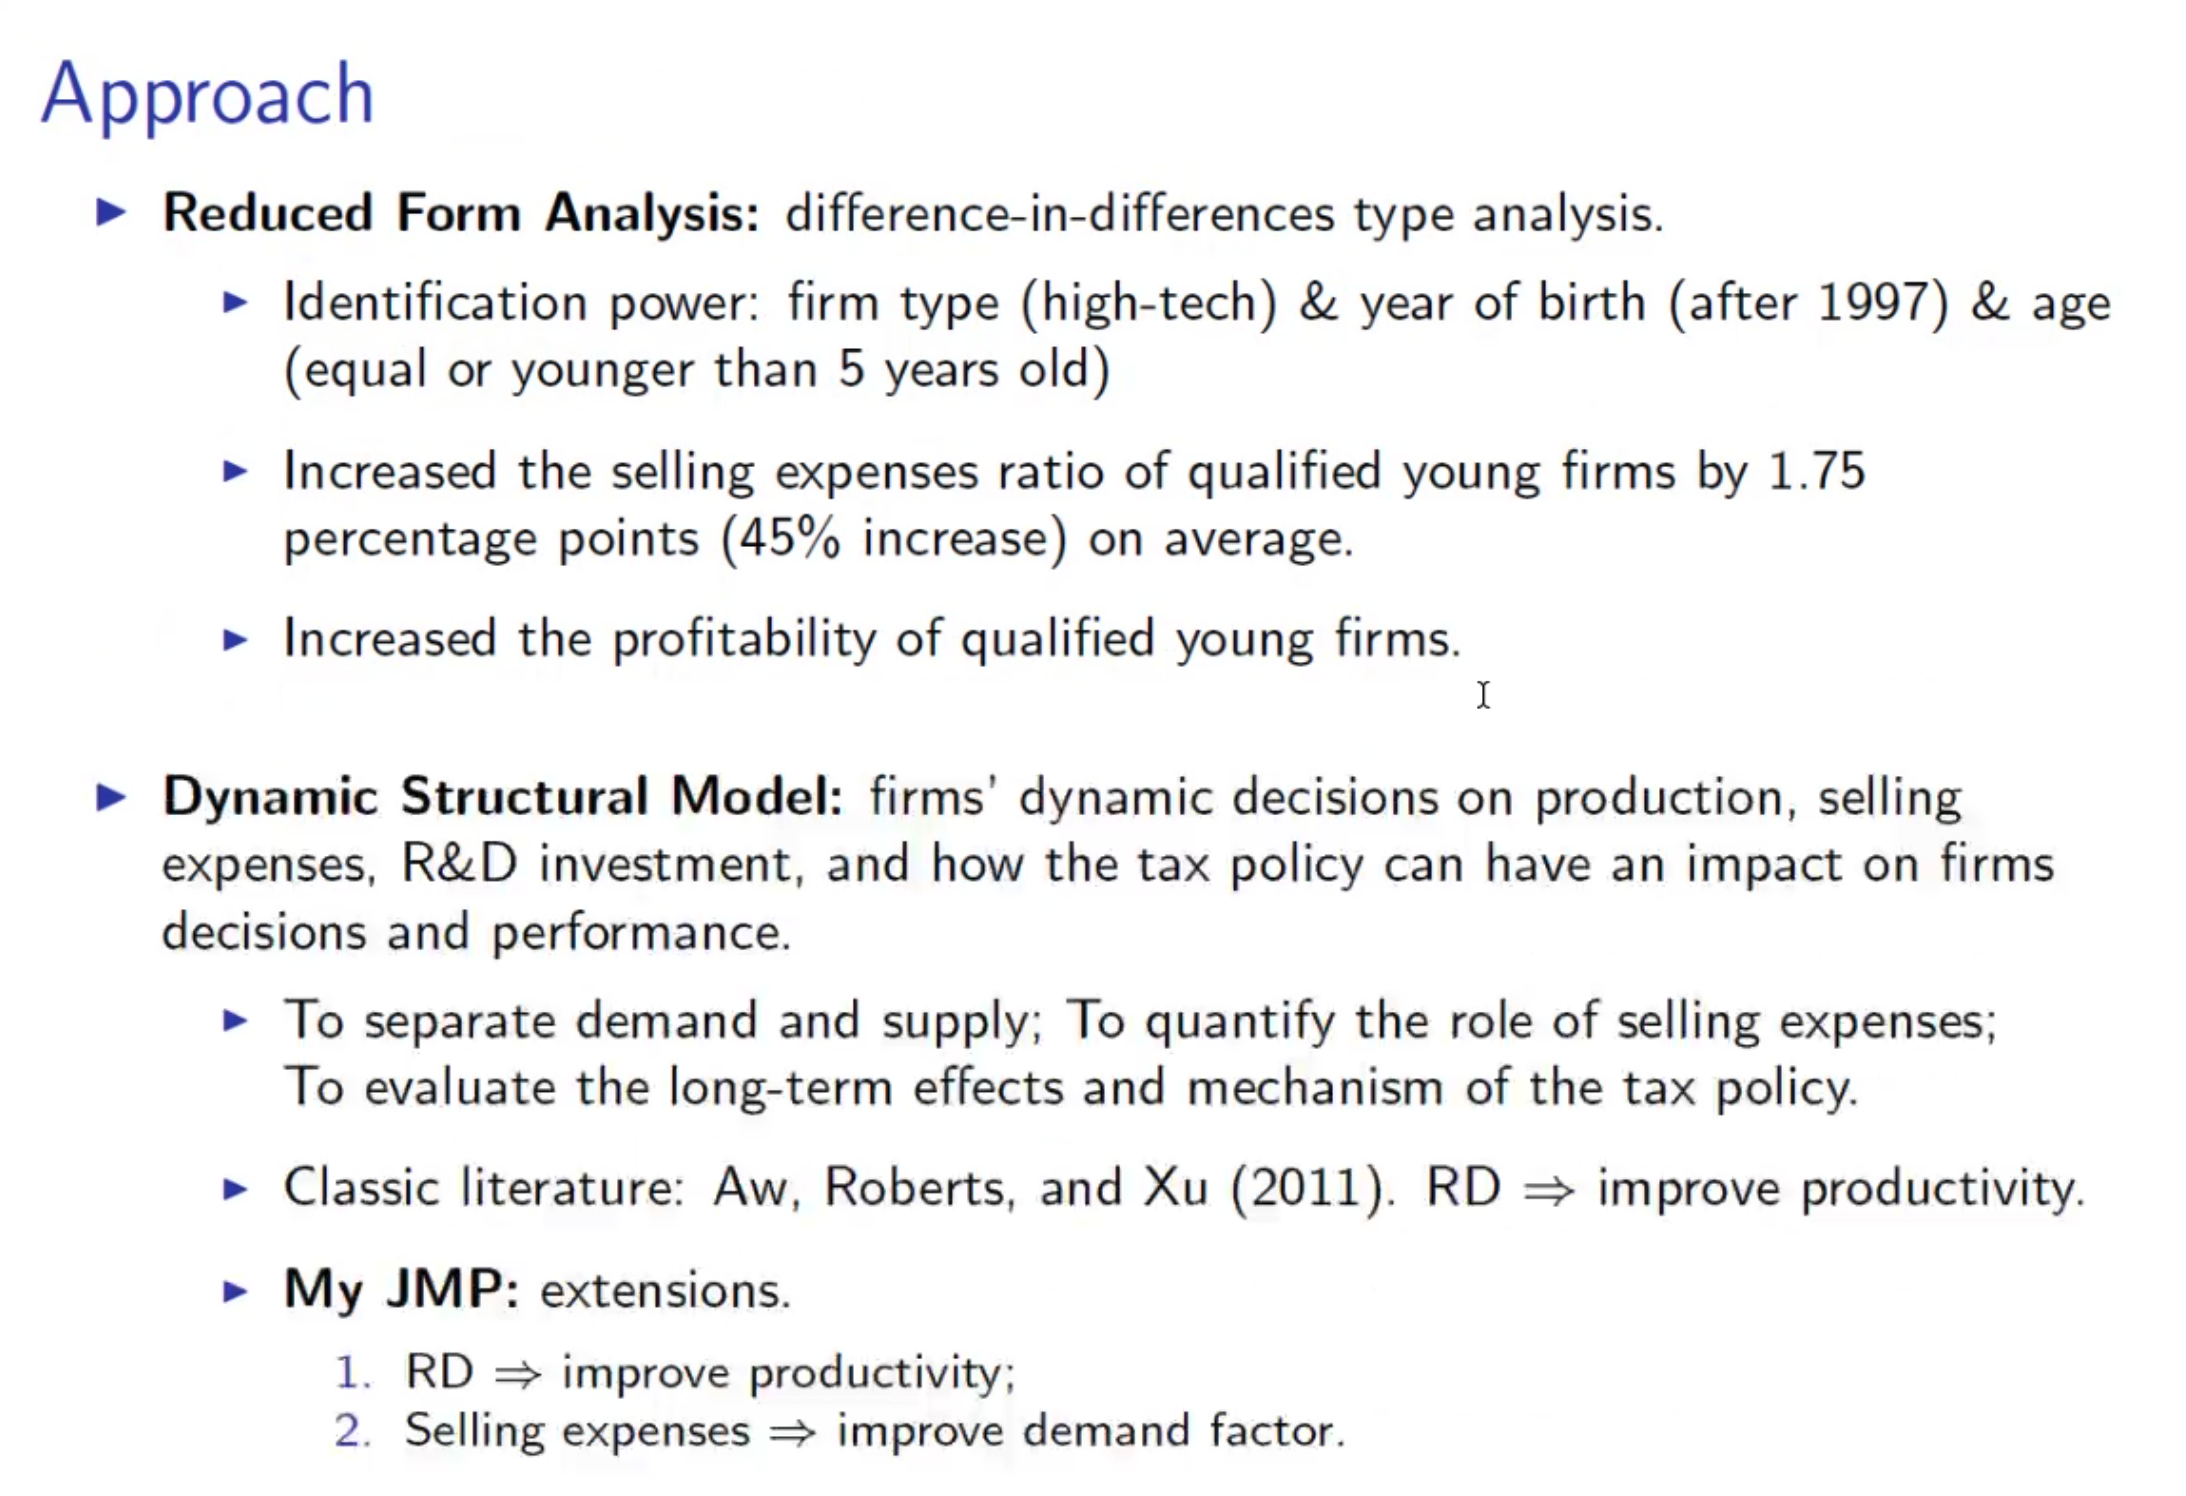 Approach
▶ Reduced Form Analysis: difference-in-differences type analysis.
▶ Identification power: firm type (high-tech) & year of birth (after 1997) & age
(equal or younger than 5 years old)
▶ Increased the selling expenses ratio of qualified young firms by 1.75
percentage points (45% increase) on average.
▶ Increased the profitability of qualified young firms.
▶ Dynamic Structural Model: firms' dynamic decisions on production, selling
expenses, R&D investment, and how the tax policy can have an impact on firms
decisions and performance.
▶ To separate demand and supply; To quantify the role of selling expenses;
To evaluate the long-term effects and mechanism of the tax policy.
▶ Classic literature: Aw, Roberts, and Xu (2011). RD ⇒ improve productivity.
▶ My JMP: extensions.
1. RD ⇒ improve productivity;
2. Selling expenses ⇒ improve demand factor.